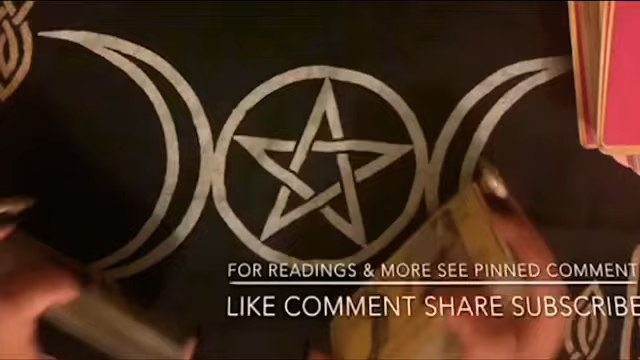 FOR READINGS & MORE SEE PINNED COMMENT
LIKE COMMENT SHARE SUBSCRIBE